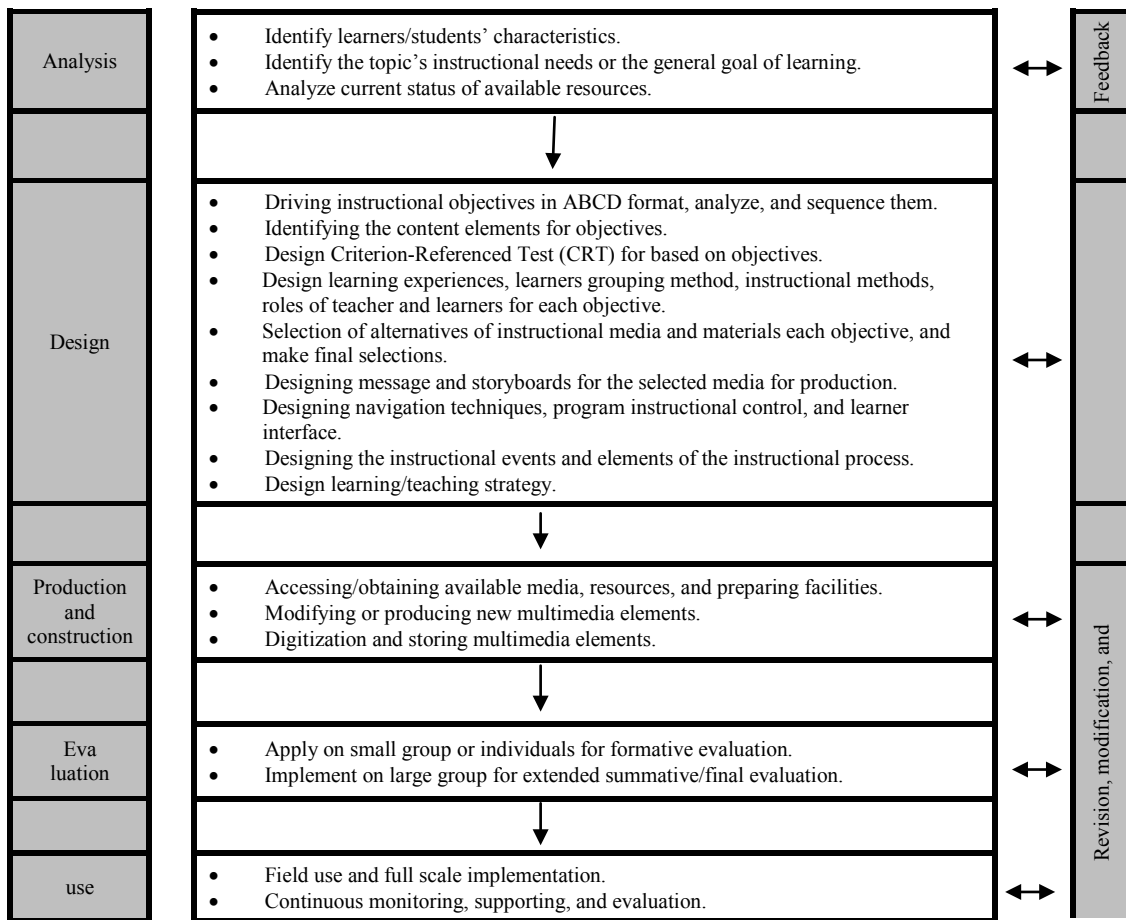 Analysis
• Identify learners/students’ characteristics.
• Identify the topic’s instructional needs or the general goal of learning.
• Analyze current status of available resources.
Feedback
Design
• Driving instructional objectives in ABCD format, analyze, and sequence them.
• Identifying the content elements for objectives.
• Design Criterion-Referenced Test (CRT) for based on objectives.
• Design learning experiences, learners grouping method, instructional methods,
roles of teacher and learners for each objective.
• Selection of alternatives of instructional media and materials each objective, and
make final selections.
• Designing message and storyboards for the selected media for production.
• Designing navigation techniques, program instructional control, and learner
interface.
• Designing the instructional events and elements of the instructional process.
• Design learning/teaching strategy.
Production
and
construction
• Accessing/obtaining available media, resources, and preparing facilities.
• Modifying or producing new multimedia elements.
• Digitization and storing multimedia elements.
Revision, modification, and
Eva
luation
• Apply on small group or individuals for formative evaluation.
• Implement on large group for extended summative/final evaluation.
use
• Field use and full scale implementation.
• Continuous monitoring, supporting, and evaluation.